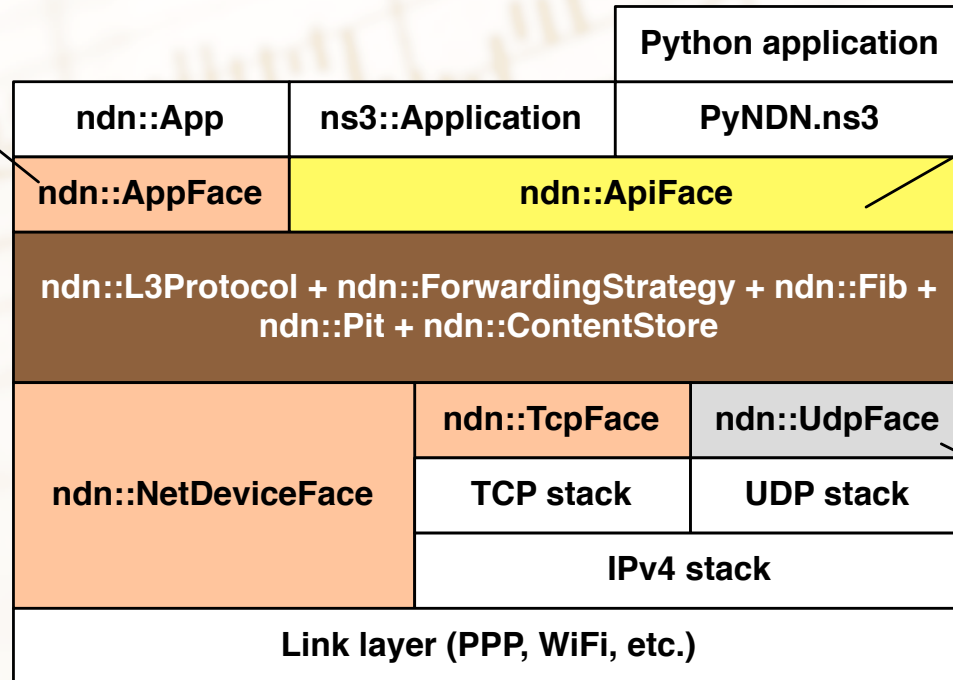 Python application
ndn::App
ns3::Application
PyNDN.ns3
ndn::AppFace
ndn::ApiFace
ndn::L3Protocol + ndn::ForwardingStrategy + ndn::Fib +
ndn::Pit + ndn::ContentStore
ndn::TcpFace
ndn::UdpFace
ndn::NetDeviceFace
TCP stack
UDP stack
IPv4 stack
Link layer (PPP, WiFi, etc.)